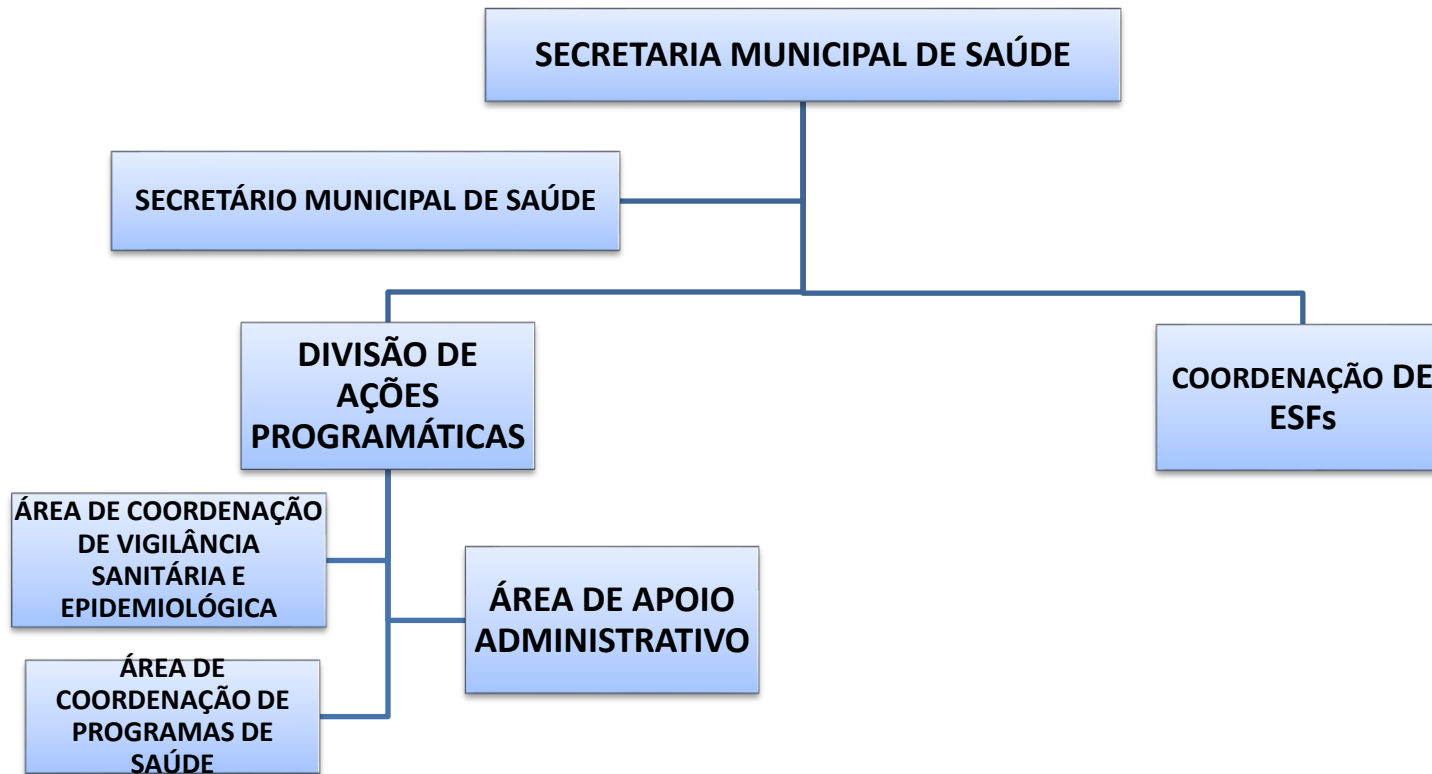 SECRETARIA MUNICIPAL DE SAÚDE
SECRETÁRIO MUNICIPAL DE SAÚDE
DIVISÃO DE
AÇÕES
PROGRAMÁTICAS
COORDENAÇÃO DE
ESFs
ÁREA DE COORDENAÇÃO
DE VIGILÂNCIA
SANITÁRIA E
EPIDEMIOLÓGICA
ÁREA DE APOIO
ADMINISTRATIVO
ÁREA DE
COORDENAÇÃO DE
PROGRAMAS DE
SAÚDE